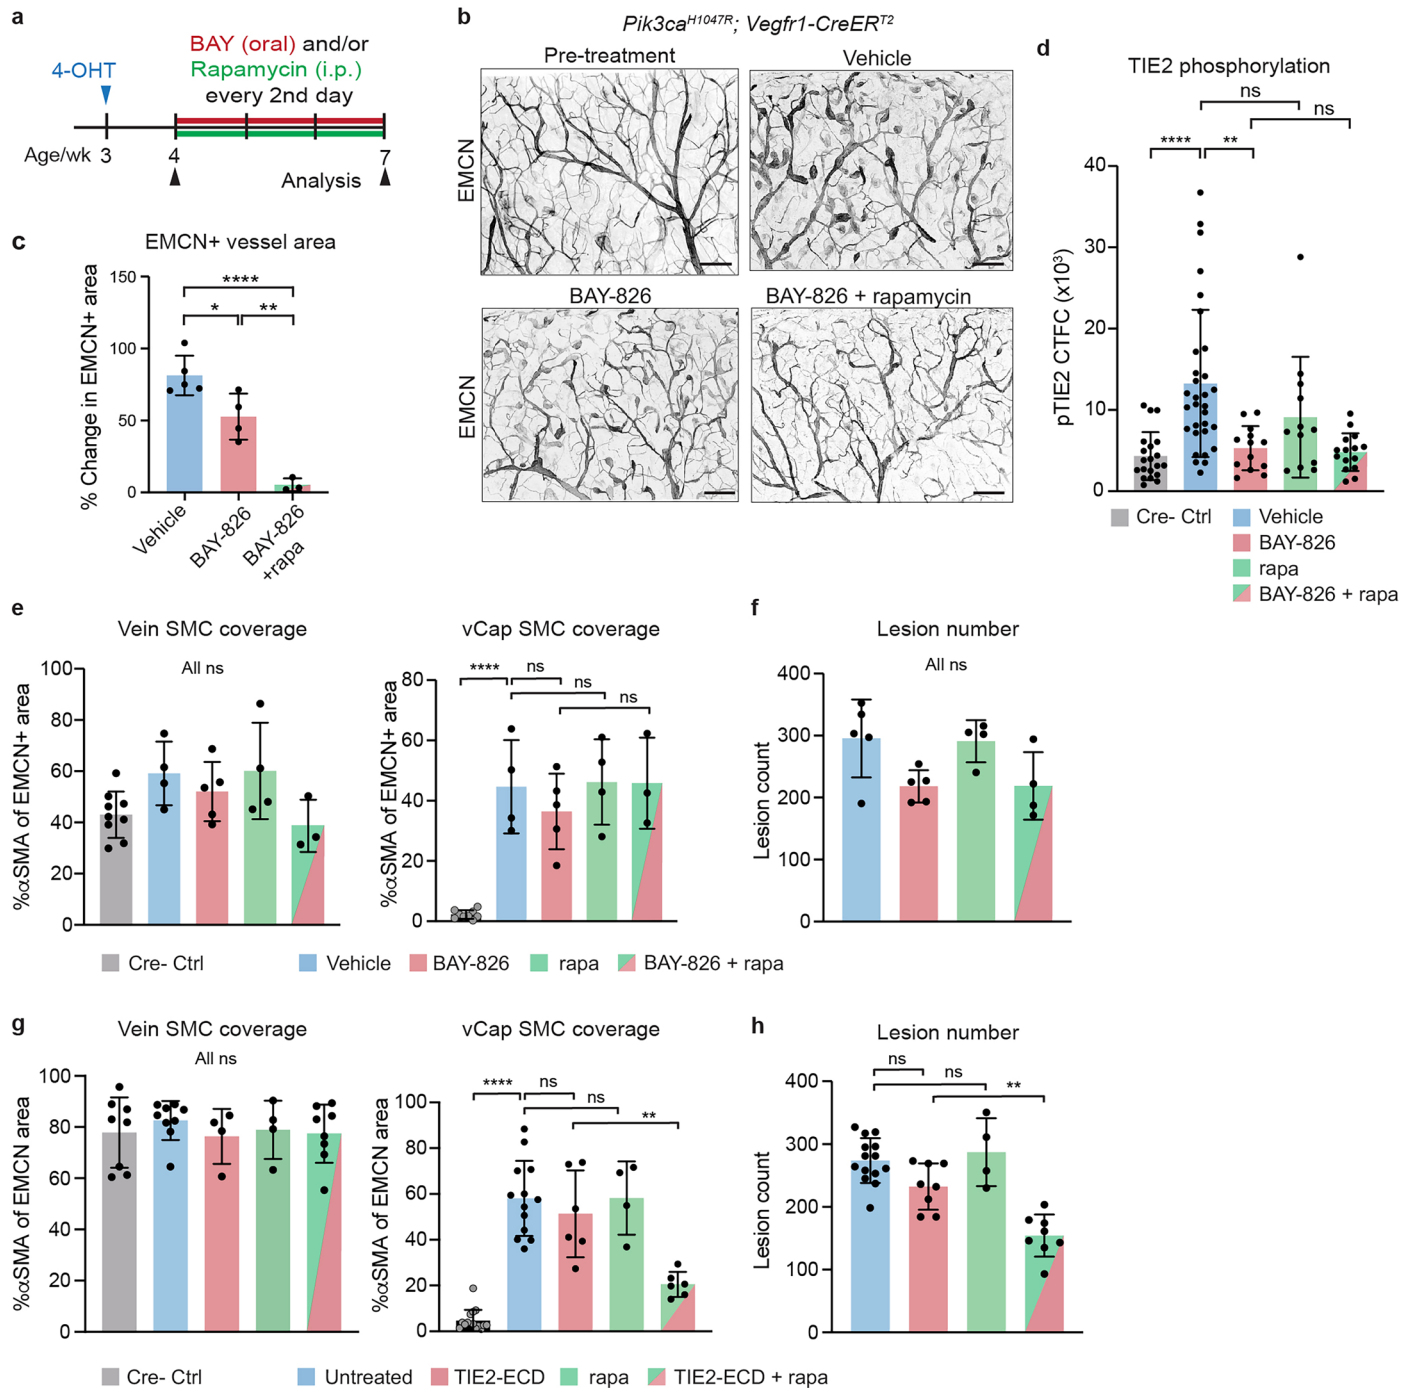 a
BAY (oral) and/or
Rapamycin (i.p.)
every 2nd day
4-OHT
Age/wk 3 4 7
Analysis
b
Pik3caH1047R; Vegfr1-CreERT2
Pre-treatment Vehicle
EMCN
BAY-826 BAY-826 + rapamycin
EMCN
c
EMCN+ vessel area
% Change in EMCN+ area
150
100
50
0
**** 
* **
Vehicle
BAY-826
BAY-826
+rapa
d
TIE2 phosphorylation
ns
ns
**** **
pTIE2 CTFC (x10³)
40
30
20
10
0
Cre- Ctrl
Vehicle
BAY-826
rapa
BAY-826 + rapa
e
Vein SMC coverage
All ns
%αSMA of EMCN+ area
100
80
60
40
20
0
vCap SMC coverage
**** ns
ns
ns
%αSMA of EMCN+ area
80
60
40
20
0
Cre- Ctrl Vehicle BAY-826 rapa BAY-826 + rapa
f
Lesion number
All ns
Lesion count
400
300
200
100
0
g
Vein SMC coverage
All ns
%αSMA of EMCN area
100
80
60
40
20
0
vCap SMC coverage
**** ns
ns
**
%αSMA of EMCN area
100
80
60
40
20
0
Cre- Ctrl Untreated TIE2-ECD rapa TIE2-ECD + rapa
h
Lesion number
ns
ns
**
Lesion count
400
300
200
100
0